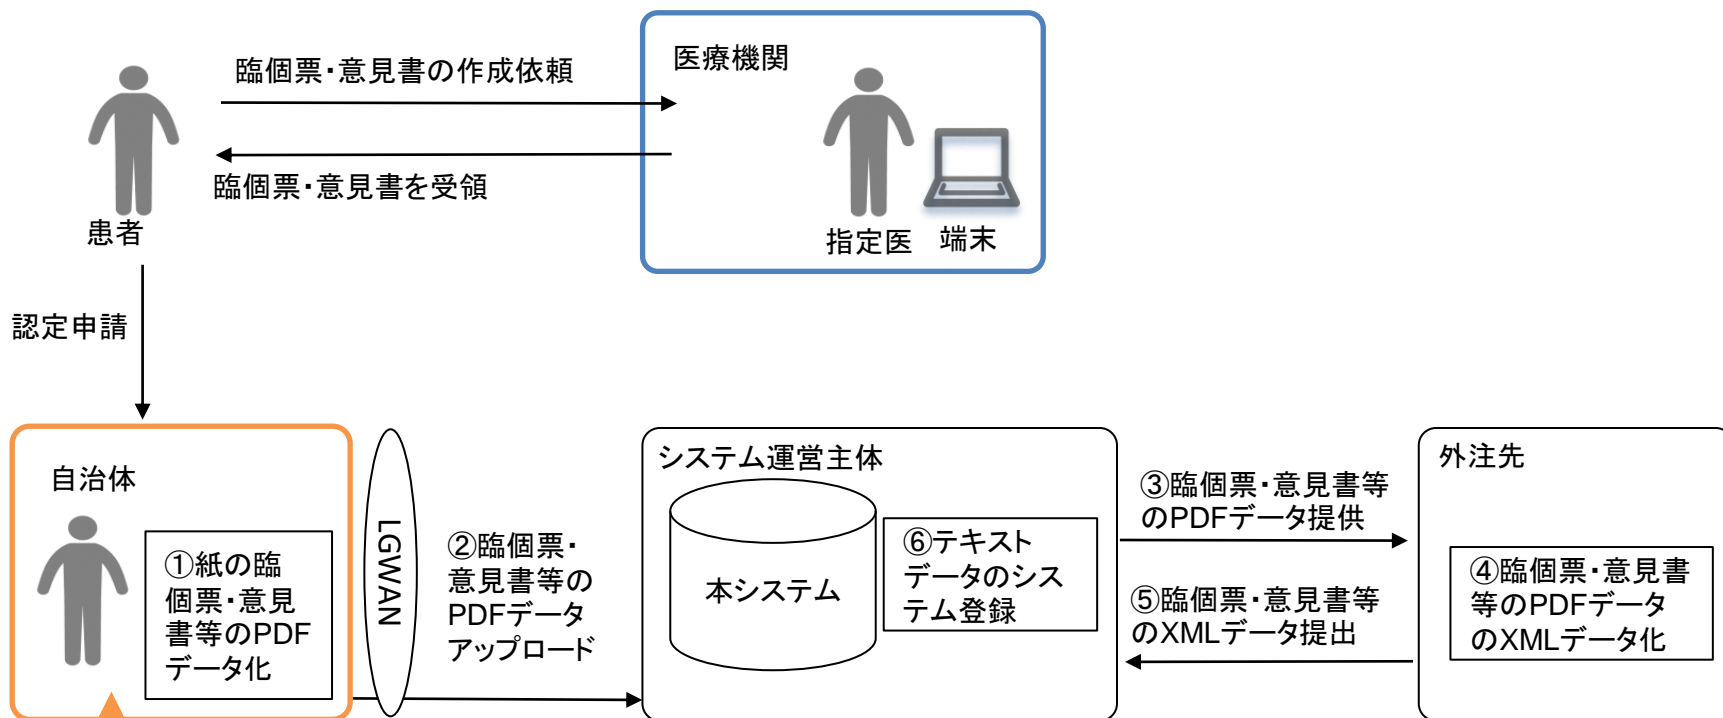 臨個票・意見書の作成依頼
臨個票・意見書を受領
患者
医療機関
指定医
端末
認定申請
自治体
①紙の臨
個票・意見
書等のPDF
データ化
LGWAN
②臨個票・
意見書等の
PDFデータ
アップロード
システム運営主体
本システム
⑥テキスト
データのシス
テム登録
③臨個票・意見書等
のPDFデータ提供
⑤臨個票・意見書等
のXMLデータ提出
外注先
④臨個票・意見書
等のPDFデータ
のXMLデータ化